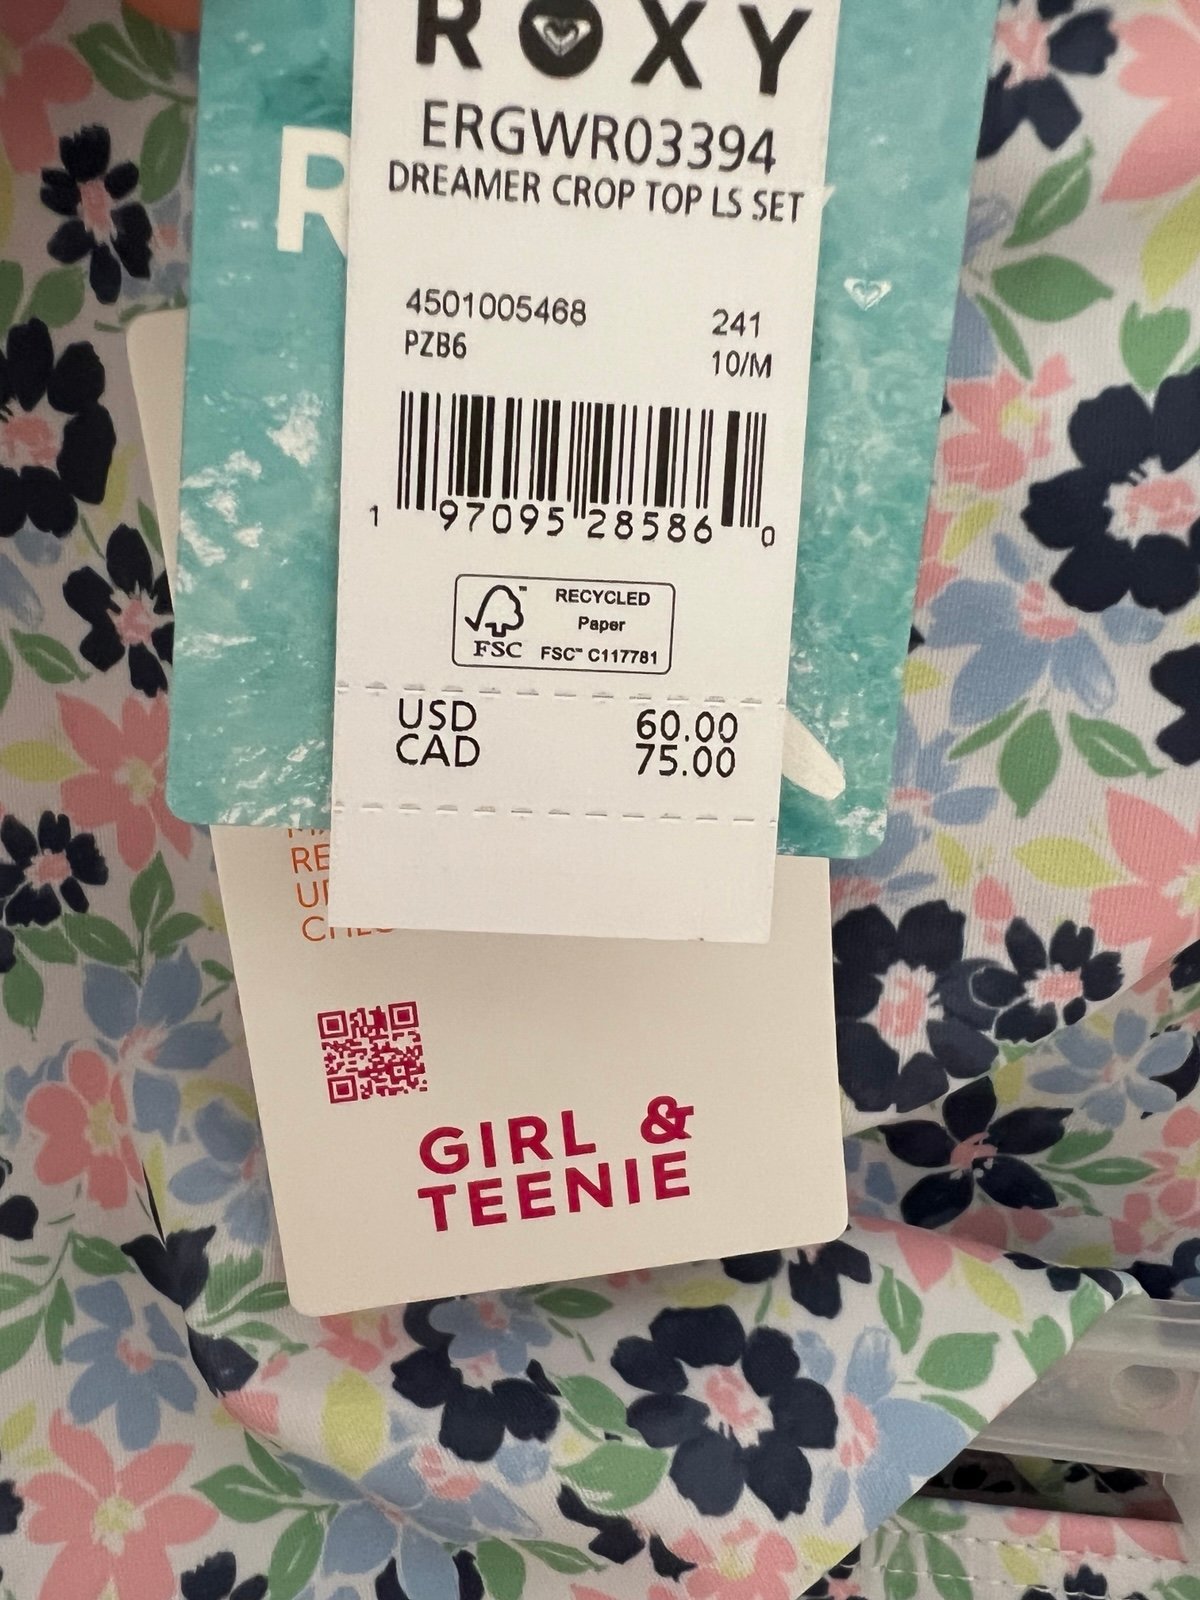 ROXY
ERGWR03394
DREAMER CROP TOP LS SET
4501005468 241
PZB6 10/M
1 97095 28586 0
RECYCLED
Paper
FSC™ C117781
FSC
USD 60.00
CAD 75.00
R
RE
GIRL &
TEENIE